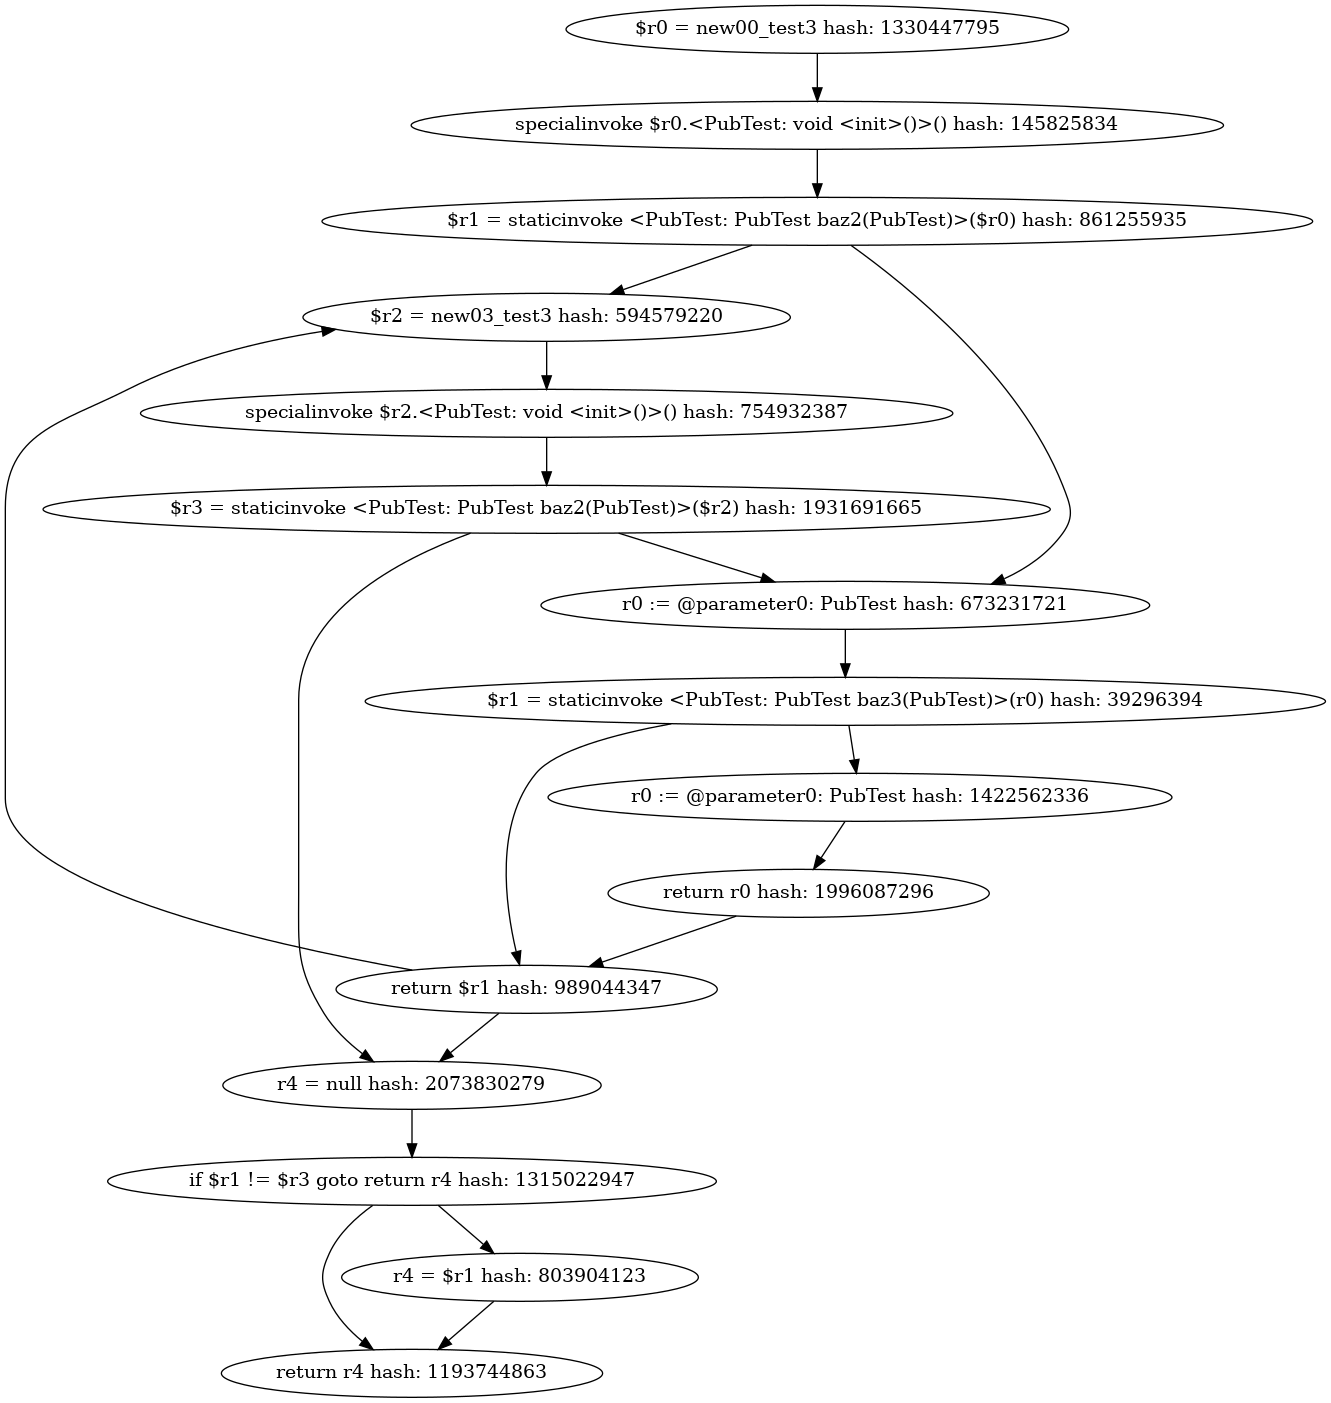 $r0 = new00_test3 hash: 1330447795
specialinvoke $r0.<PubTest: void <init>()>() hash: 145825834
$r1 = staticinvoke <PubTest: PubTest baz2(PubTest)>($r0) hash: 861255935
$r2 = new03_test3 hash: 594579220
specialinvoke $r2.<PubTest: void <init>()>() hash: 754932387
$r3 = staticinvoke <PubTest: PubTest baz2(PubTest)>($r2) hash: 1931691665
r0 := @parameter0: PubTest hash: 673231721
$r1 = staticinvoke <PubTest: PubTest baz3(PubTest)>(r0) hash: 39296394
r0 := @parameter0: PubTest hash: 1422562336
return r0 hash: 1996087296
return $r1 hash: 989044347
r4 = null hash: 2073830279
if $r1 != $r3 goto return r4 hash: 1315022947
r4 = $r1 hash: 803904123
return r4 hash: 1193744863